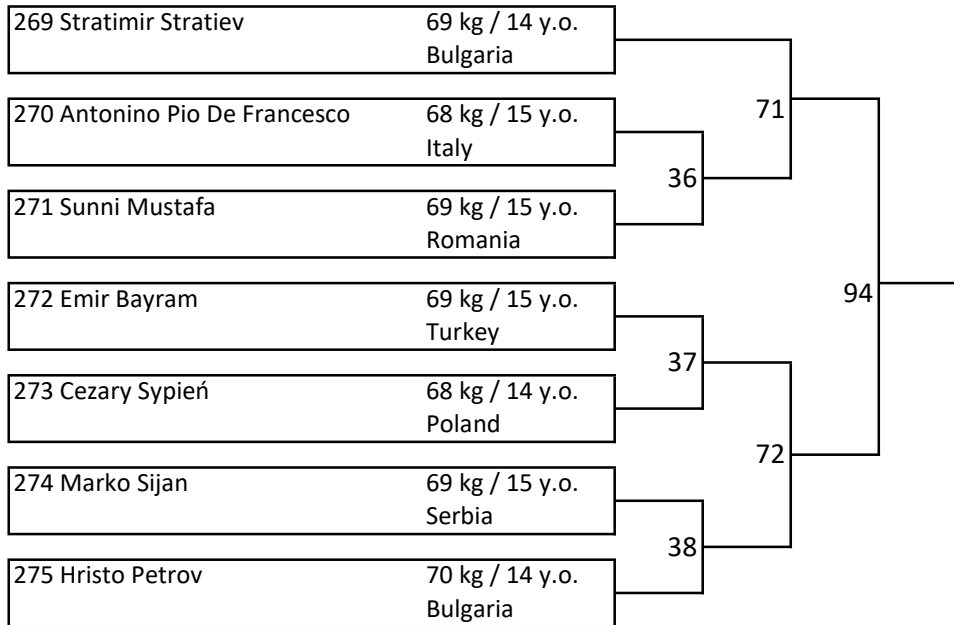 269 Stratimir Stratiev 69 kg / 14 y.o.
Bulgaria
71
270 Antonino Pio De Francesco 68 kg / 15 y.o.
Italy
36
271 Sunni Mustafa 69 kg / 15 y.o.
Romania
94
272 Emir Bayram 69 kg / 15 y.o.
Turkey
37
273 Cezary Sypień 68 kg / 14 y.o.
Poland
72
274 Marko Sijan 69 kg / 15 y.o.
Serbia
38
275 Hristo Petrov 70 kg / 14 y.o.
Bulgaria